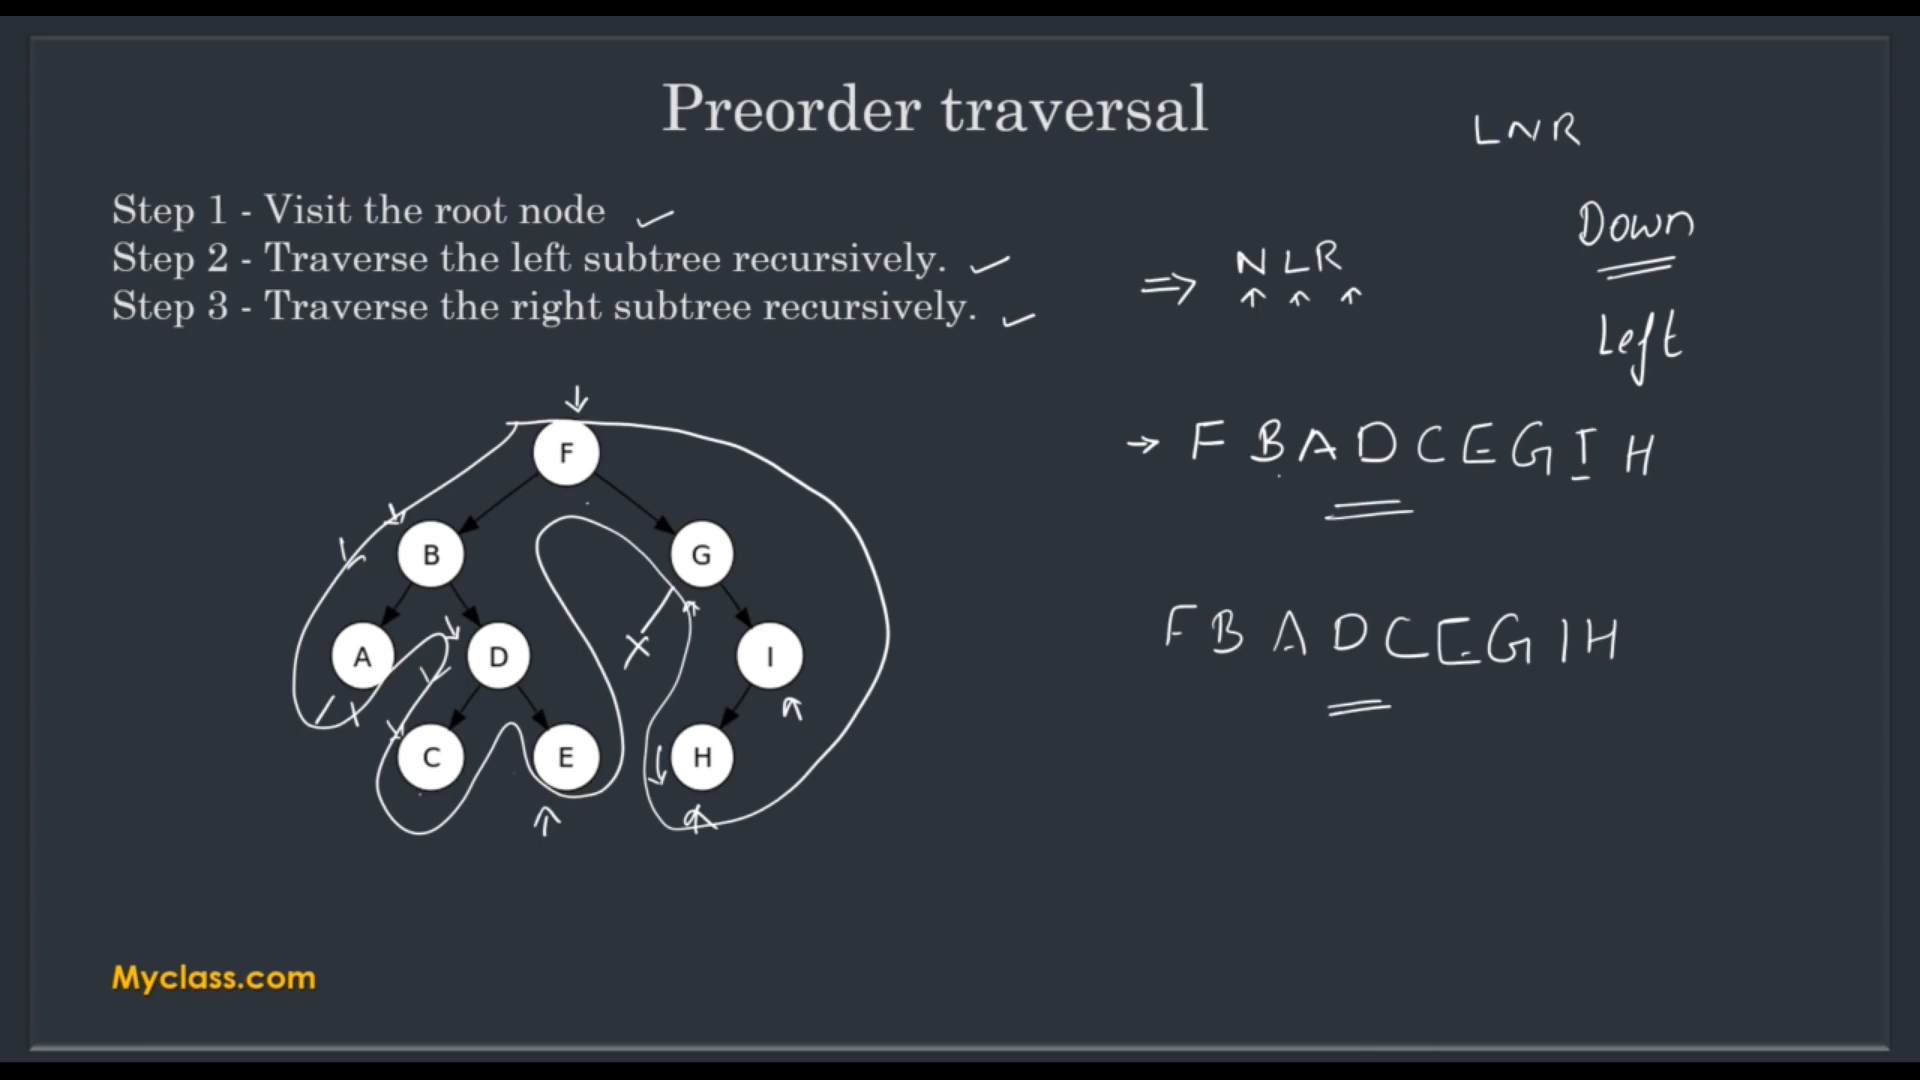 Preorder traversal
LNR
Step 1 - Visit the root node
Down
Step 2 - Traverse the left subtree recursively.
NLR
Step 3 - Traverse the right subtree recursively.
Left
F
F B A D C E G I H
B
G
F B A D C E G I H
A
D
I
X
C
E
H
Myclass.com